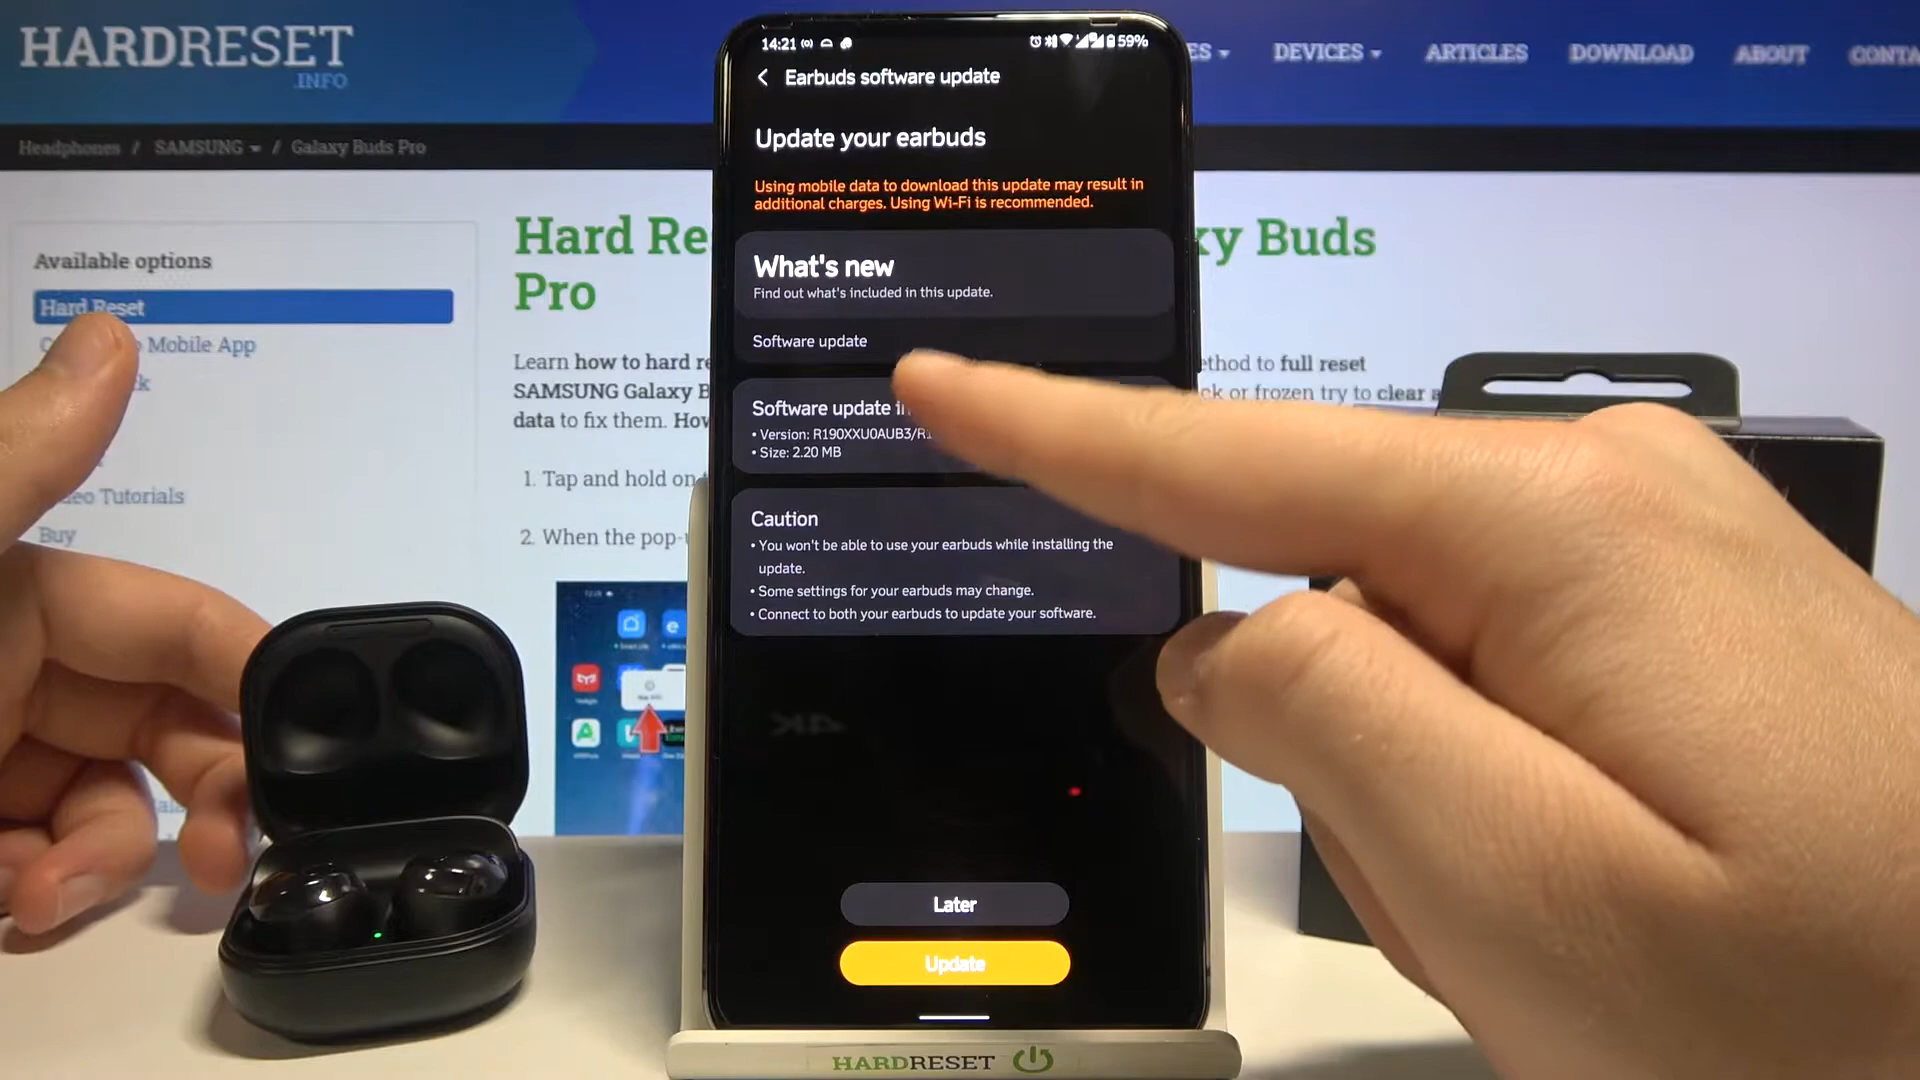 HARDRESET
.INFO
DEVICES
ARTICLES
DOWNLOAD
ABOUT
Headphones / SAMSUNG / Galaxy Buds Pro
Available options
Hard Reset
Mobile App
Video Tutorials
Buy
Hard
Buds
Pro
Learn how to hard
method to full reset
SAMSUNG Galaxy
or frozen try to clear
data to fix them. How
1. Tap and hold on
2. When the
14:21
59%
Earbuds software update
Update your earbuds
Using mobile data to download this update may result in
additional charges. Using Wi-Fi is recommended.
What's new
Find out what's included in this update.
Software update
Software update
• Version: R190XXU0AUB3/
• Size: 2.20 MB
Caution
• You won't be able to use your earbuds while installing the
update.
• Some settings for your earbuds may change.
• Connect to both your earbuds to update your software.
Later
Update
HARDRESET